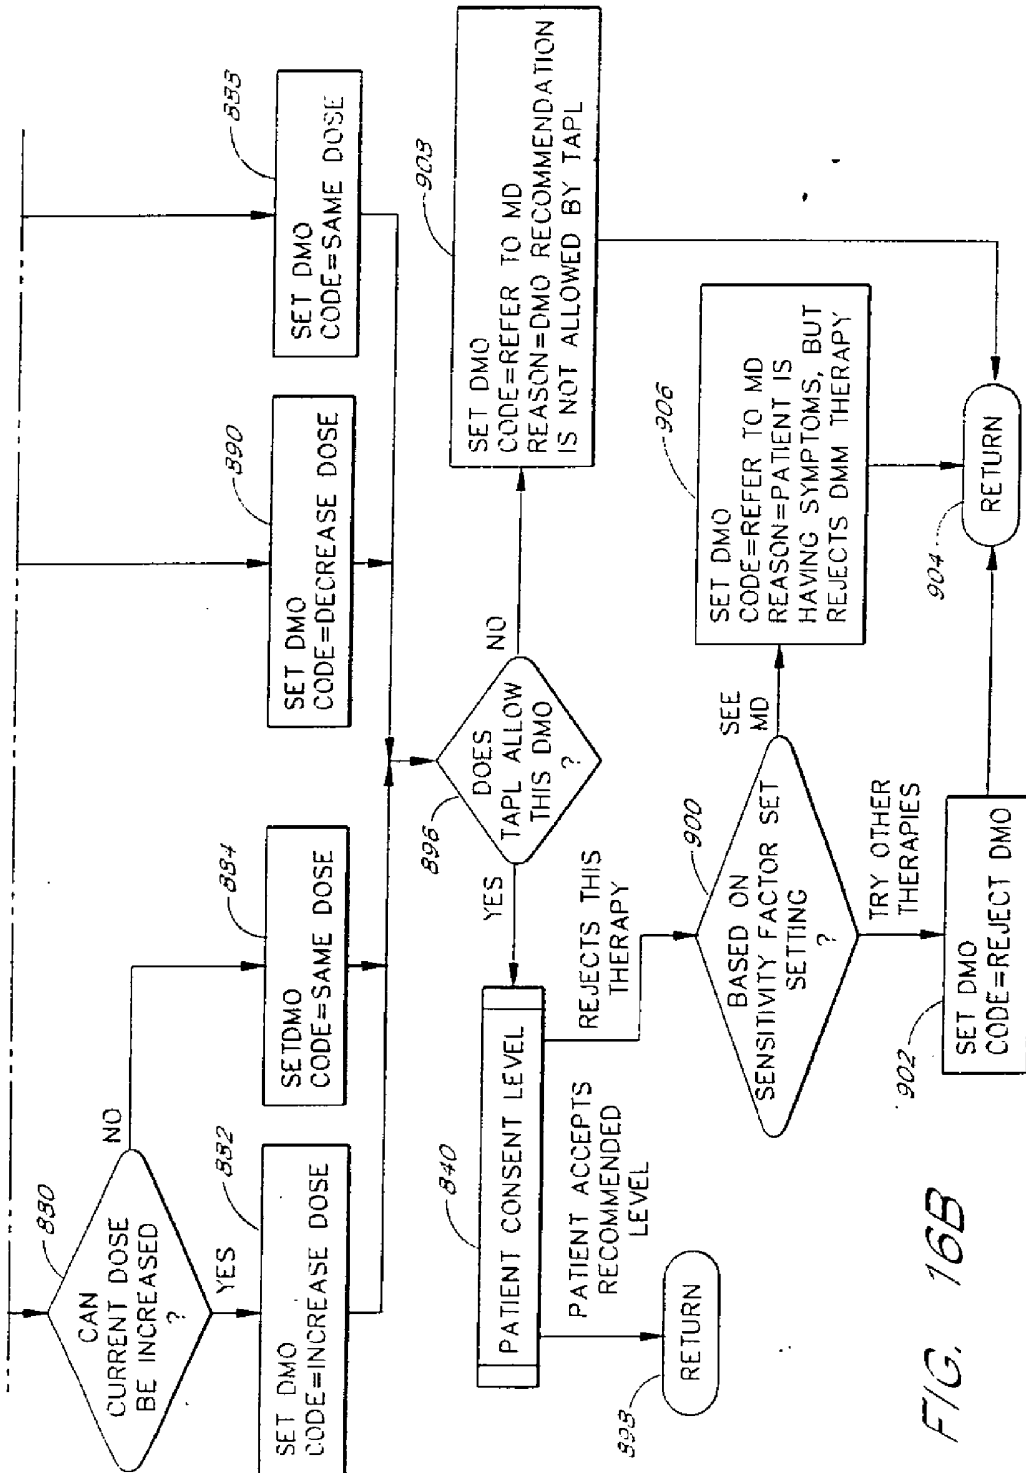 CAN
CURRENT DOSE
BE INCREASED
?
880
NO
YES
882
SET DMO
CODE=INCREASE DOSE
884
SETDMO
CODE=SAME DOSE
890
SET DMO
CODE=DECREASE DOSE
888
SET DMO
CODE=SAME DOSE
896
DOES
TAPL ALLOW
THIS DMO
?
NO
YES
908
SET DMO
CODE=REFER TO MD
REASON=DMO RECOMMENDATION
IS NOT ALLOWED BY TAPL
840
PATIENT CONSENT LEVEL
PATIENT ACCEPTS
RECOMMENDED
LEVEL
REJECTS THIS
THERAPY
898
RETURN
900
BASED ON
SENSITIVITY FACTOR SET
SETTING
?
SEE
MD
TRY OTHER
THERAPIES
906
SET DMO
CODE=REFER TO MD
REASON=PATIENT IS
HAVING SYMPTOMS, BUT
REJECTS DMM THERAPY
902
SET DMO
CODE=REJECT DMO
904
RETURN
FIG. 16B